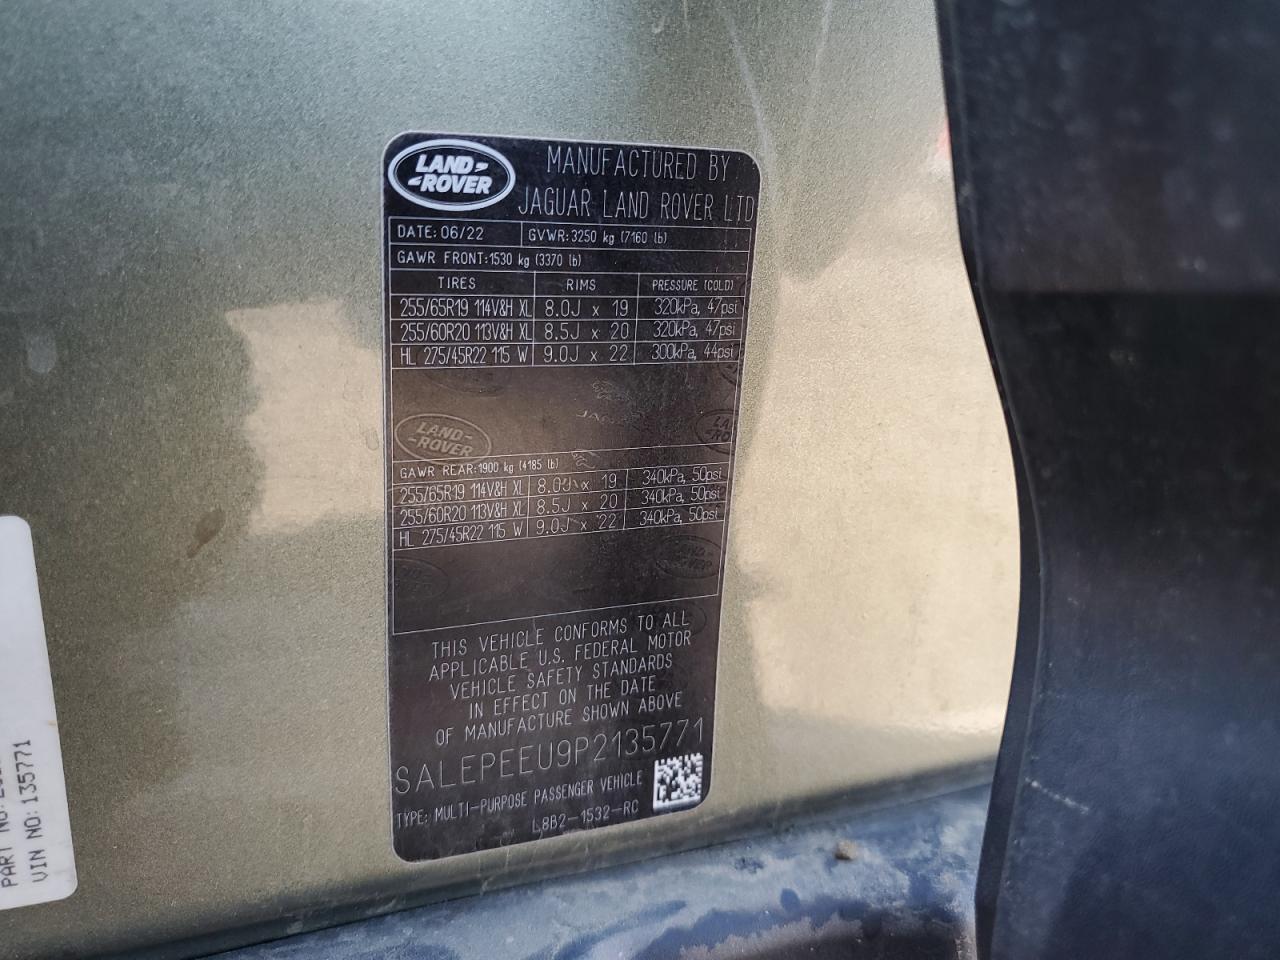 LAND-
-ROVER
MANUFACTURED BY
JAGUAR LAND ROVER LTD
DATE: 06/22 GVWR: 3250 kg (7160 lb)
GAWR FRONT: 1530 kg (3370 lb)
TIRES RIMS PRESSURE (COLD)
255/65R19 114V&H XL 8.0J x 19 320kPa, 47psi
255/60R20 113V&H XL 8.5J x 20 320kPa, 47psi
HL 275/45R22 115 W 9.0J x 22 300kPa, 44psi
LAND-
-ROVER
GAWR REAR: 1900 kg (4185 lb)
255/65R19 114V&H XL 8.0J x 19 340kPa, 50psi
255/60R20 113V&H XL 8.5J x 20 340kPa, 50psi
HL 275/45R22 115 W 9.0J x 22 340kPa, 50psi
THIS VEHICLE CONFORMS TO ALL
APPLICABLE U.S. FEDERAL MOTOR
VEHICLE SAFETY STANDARDS
IN EFFECT ON THE DATE
OF MANUFACTURE SHOWN ABOVE
SALEPEEU9P2135771
TYPE: MULTI-PURPOSE PASSENGER VEHICLE
L8B2-1532-RC
PART NO:
VIN NO: 135771